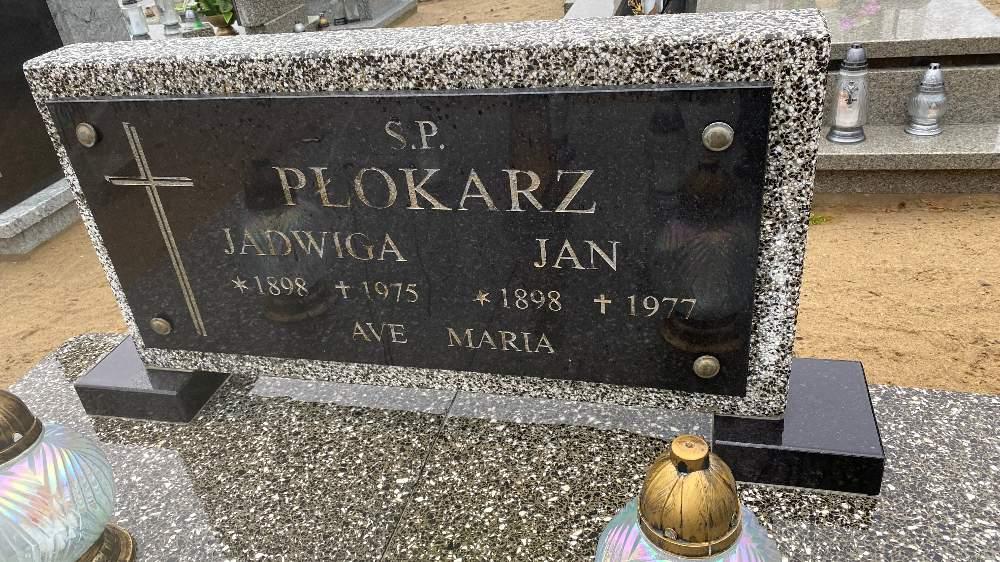 Ś.P.
PŁOKARZ
JADWIGA JAN
* 1898 ✝ 1975 * 1898 ✝ 1977
AVE MARIA